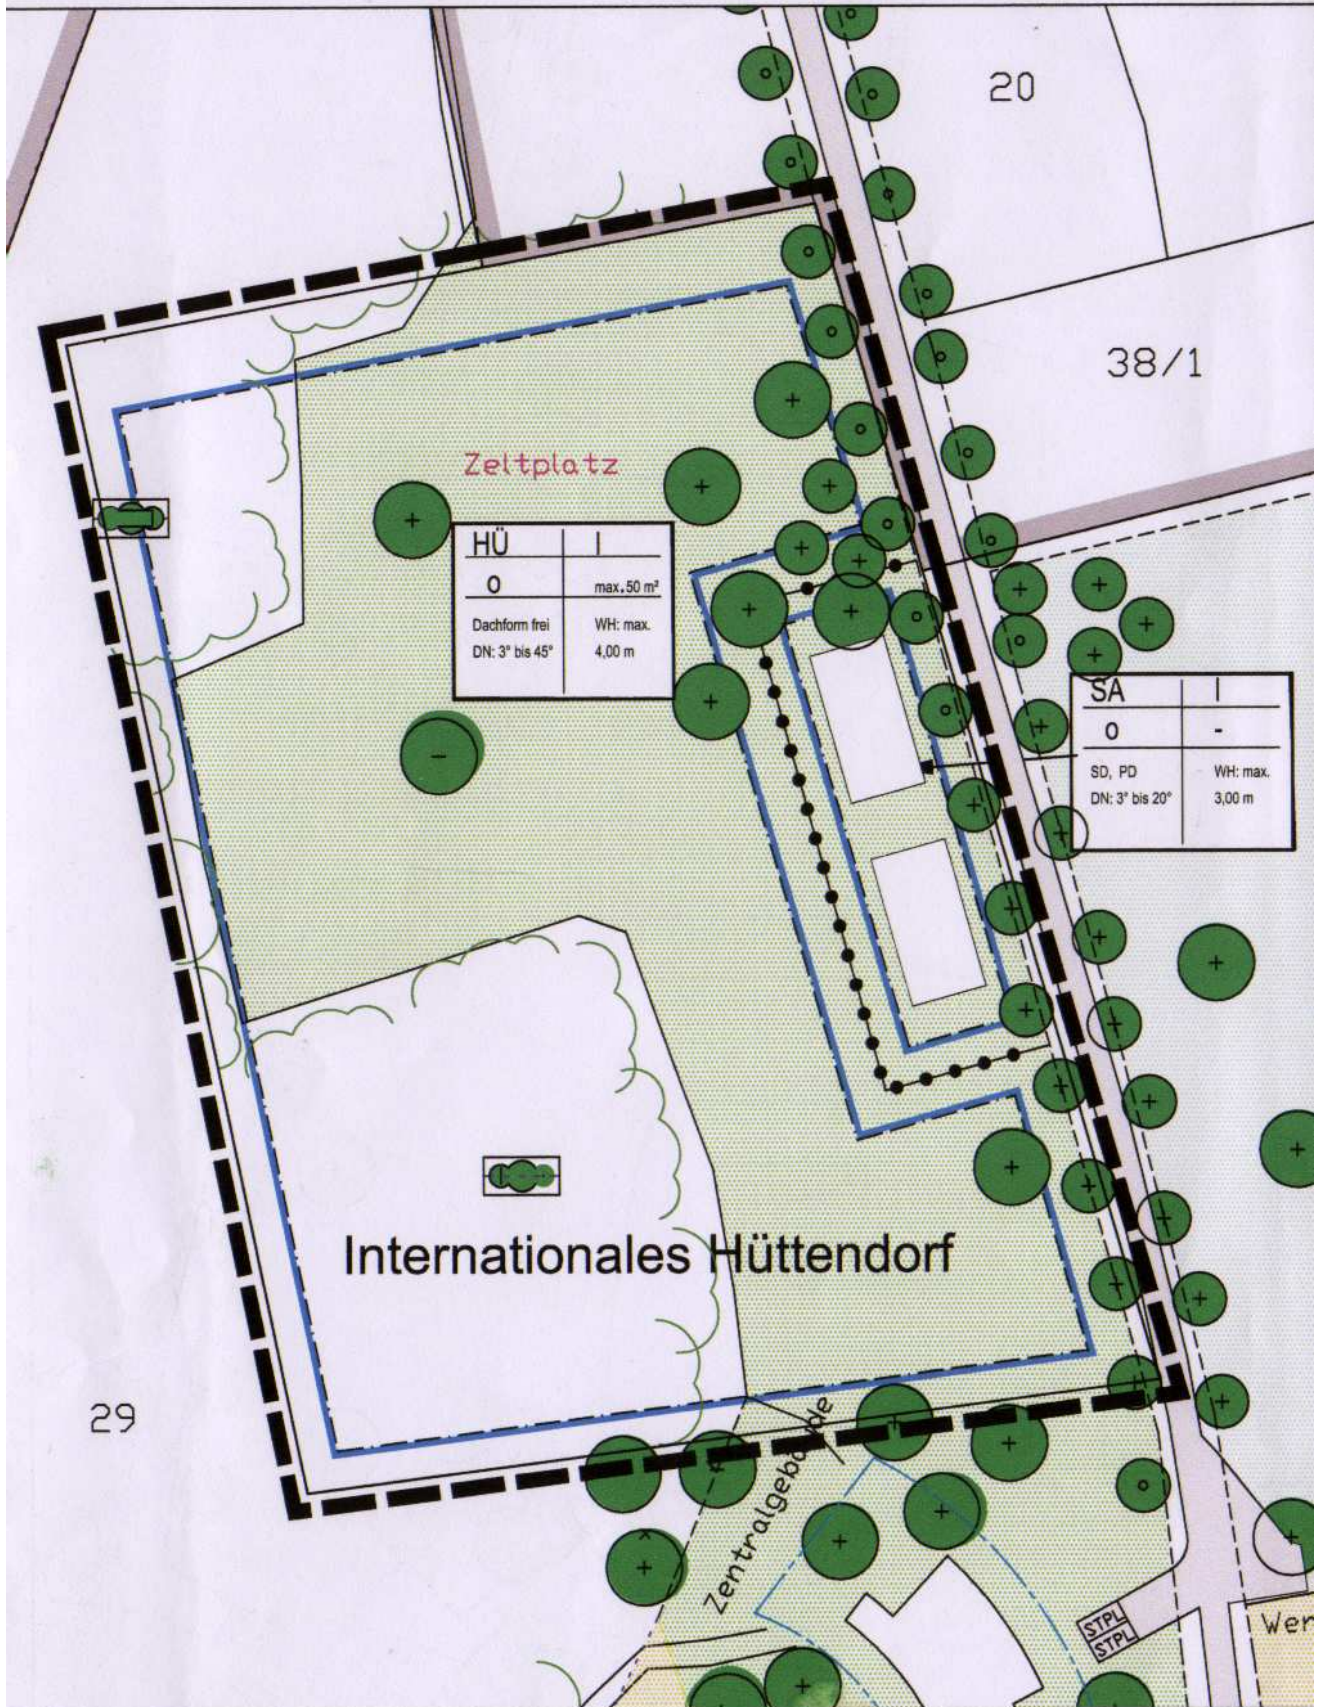 20
38/1
Zeltplatz
HÜ I
O max. 50 m²
Dachform frei WH: max.
DN: 3° bis 45° 4,00 m
SA I
O -
SD, PD WH: max.
DN: 3° bis 20° 3,00 m
Internationales Hüttendorf
29
Zentralgebäude
STPL
STPL
Wer